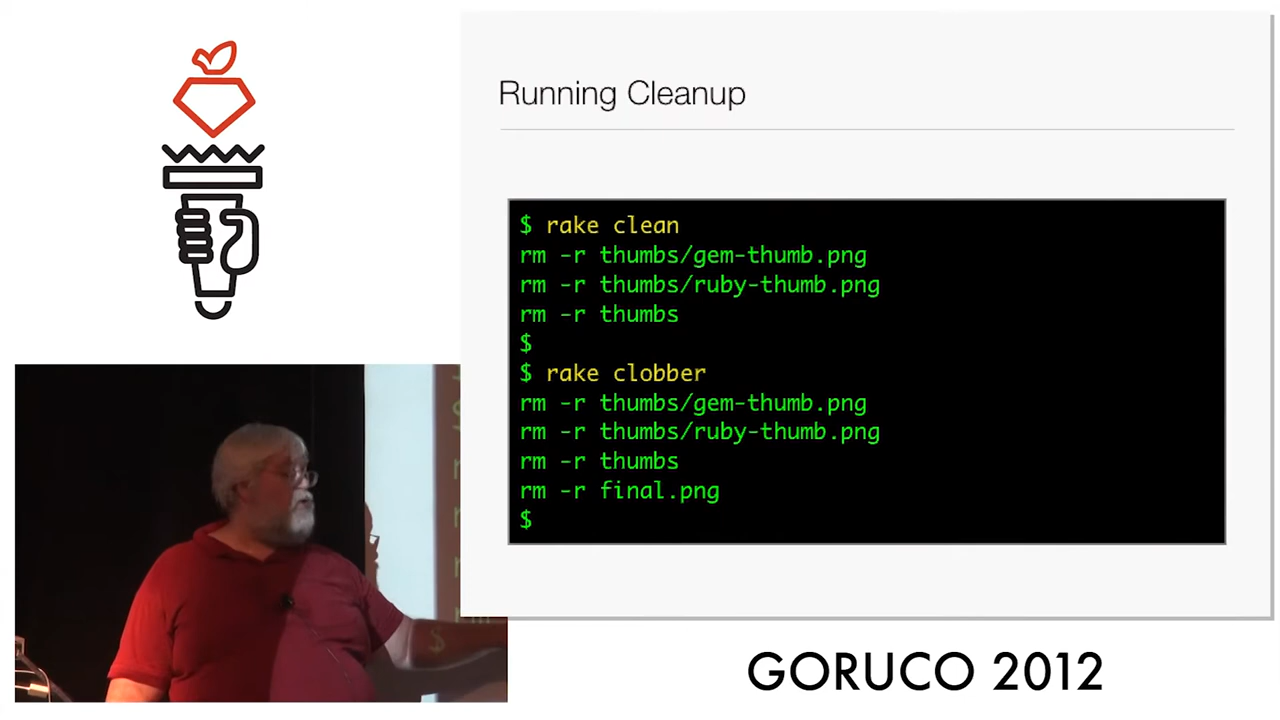 Running Cleanup
$ rake clean
rm -r thumbs/gem-thumb.png
rm -r thumbs/ruby-thumb.png
rm -r thumbs
$
$ rake clobber
rm -r thumbs/gem-thumb.png
rm -r thumbs/ruby-thumb.png
rm -r thumbs
rm -r final.png
$
GORUCO 2012